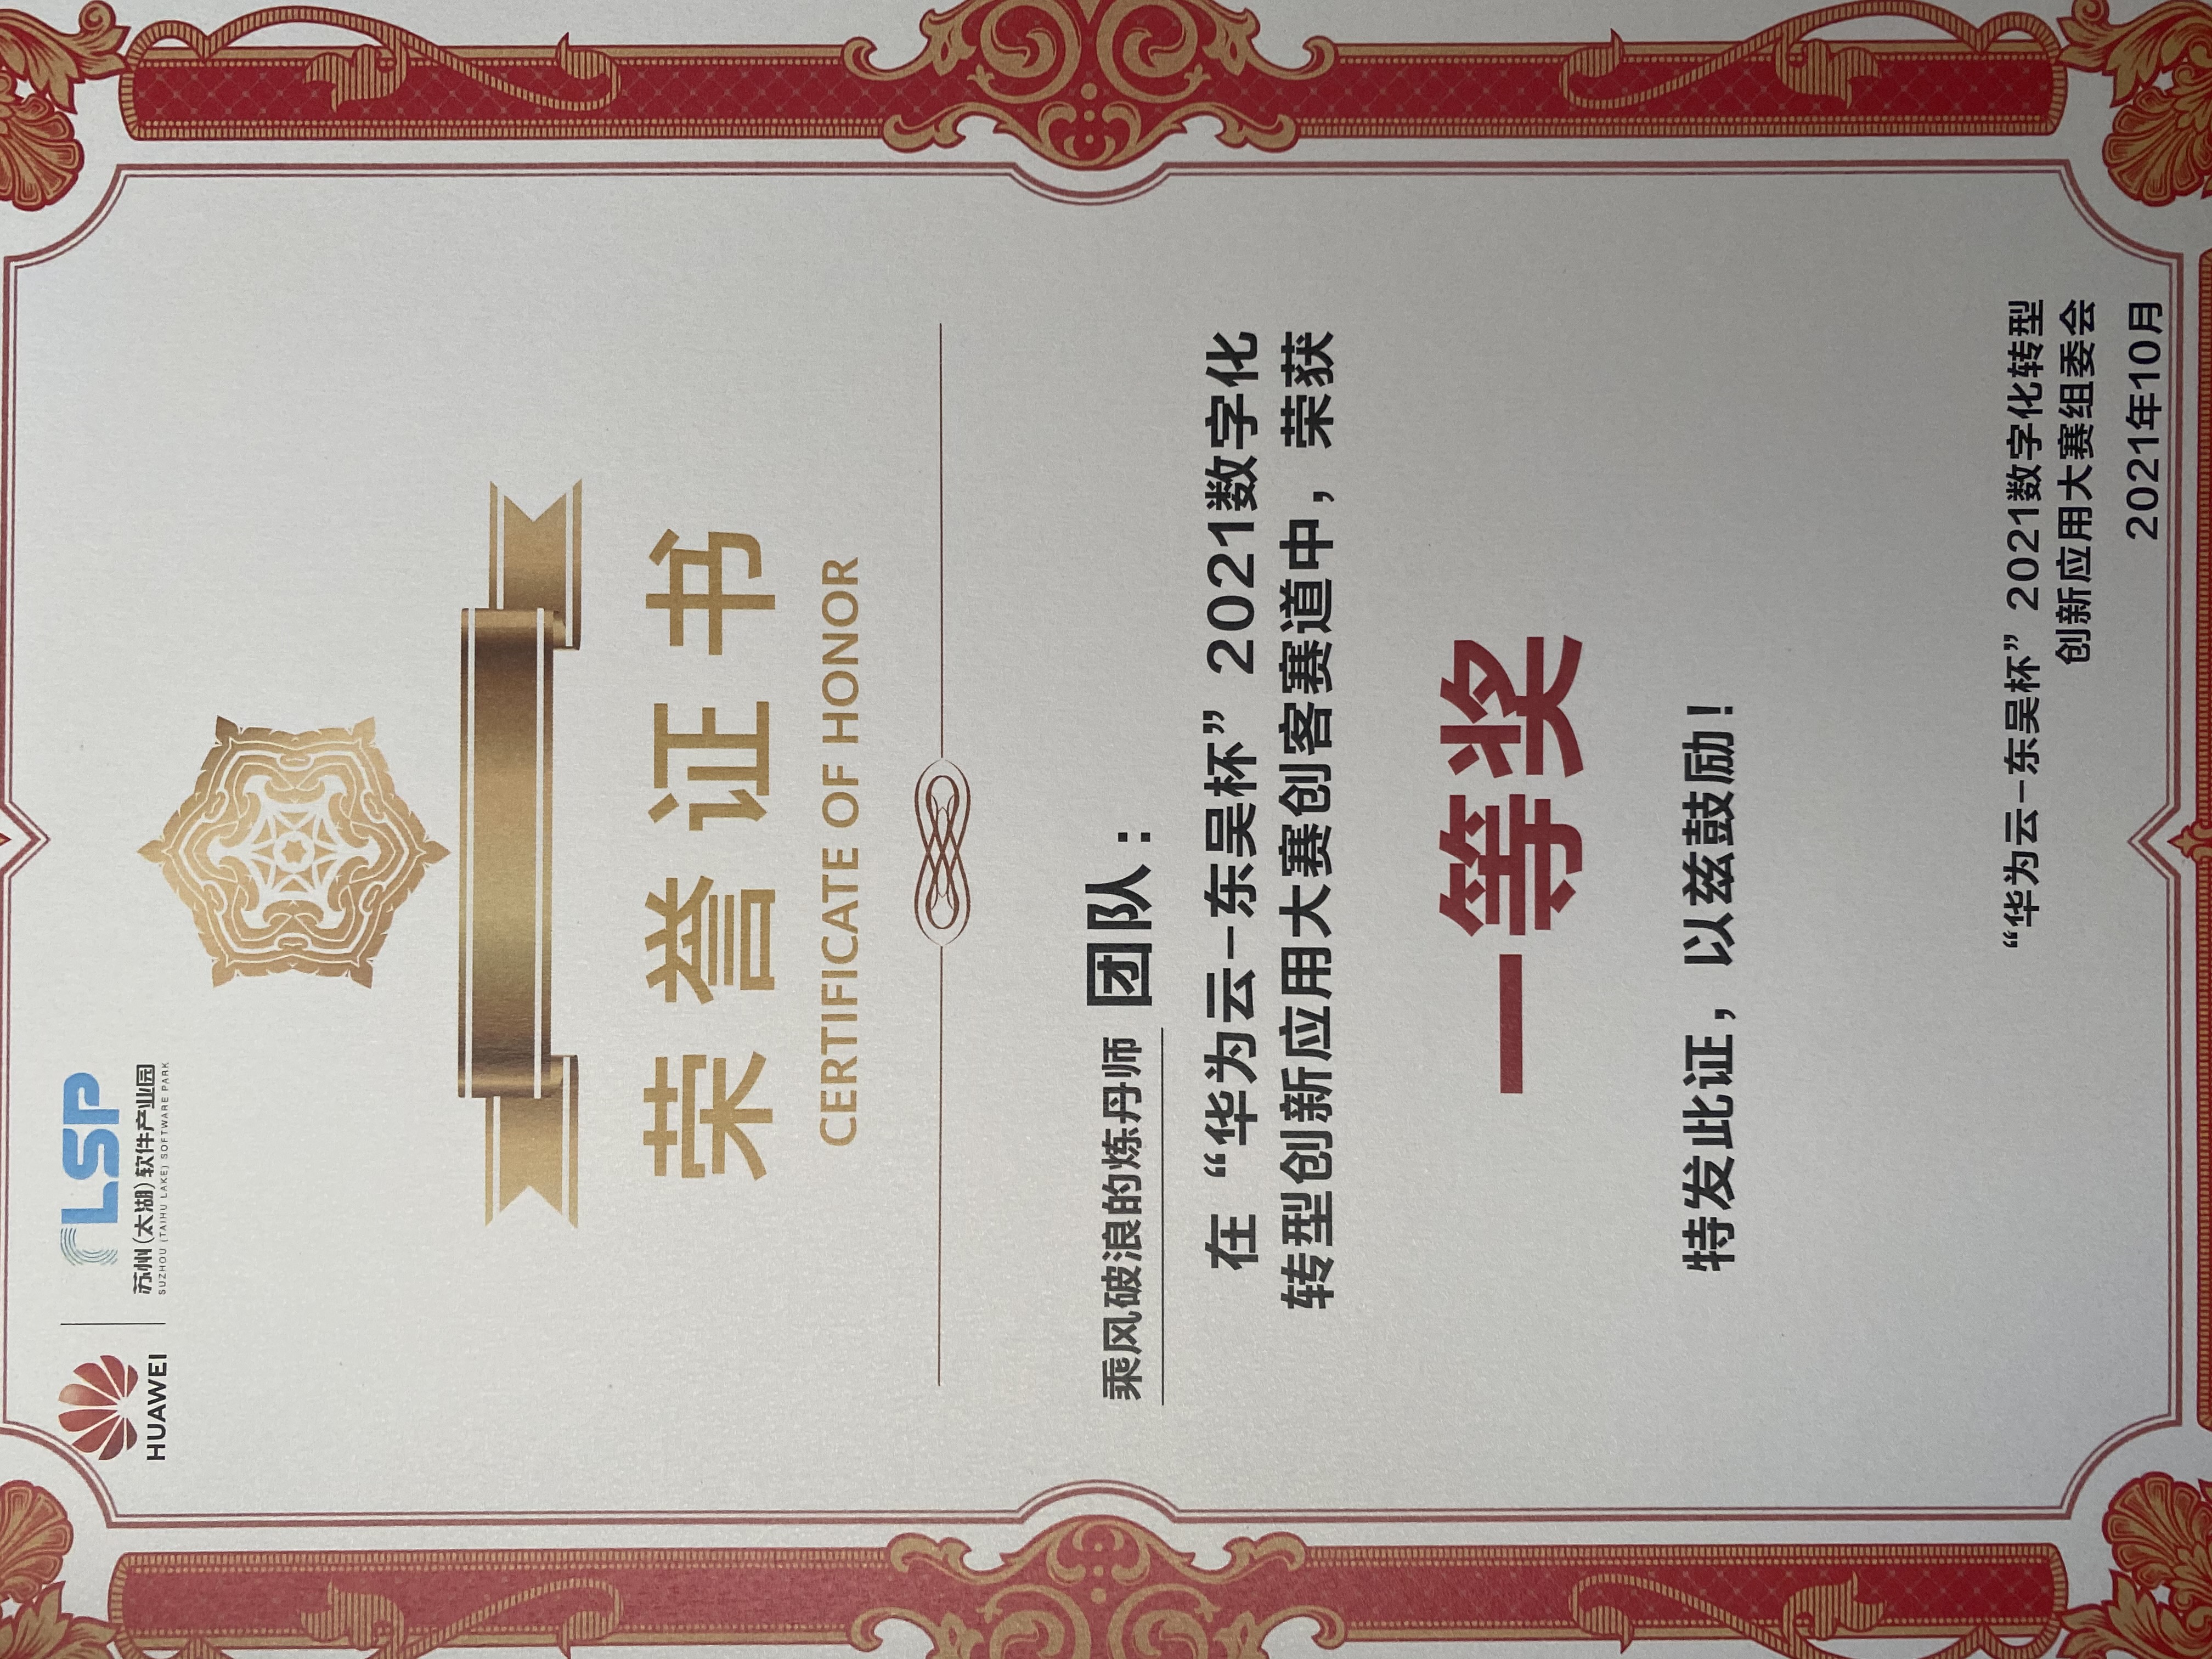 HUAWEI
TLSP
苏州(太湖)软件产业园
SUZHOU (TAIHU LAKE) SOFTWARE PARK
荣誉证书
CERTIFICATE OF HONOR
乘风破浪的炼丹师 团队：
在“华为云-东吴杯”2021数字化
转型创新应用大赛创客赛道中，荣获
一等奖
特发此证，以兹鼓励！
“华为云-东吴杯”2021数字化转型
创新应用大赛组委会
2021年10月